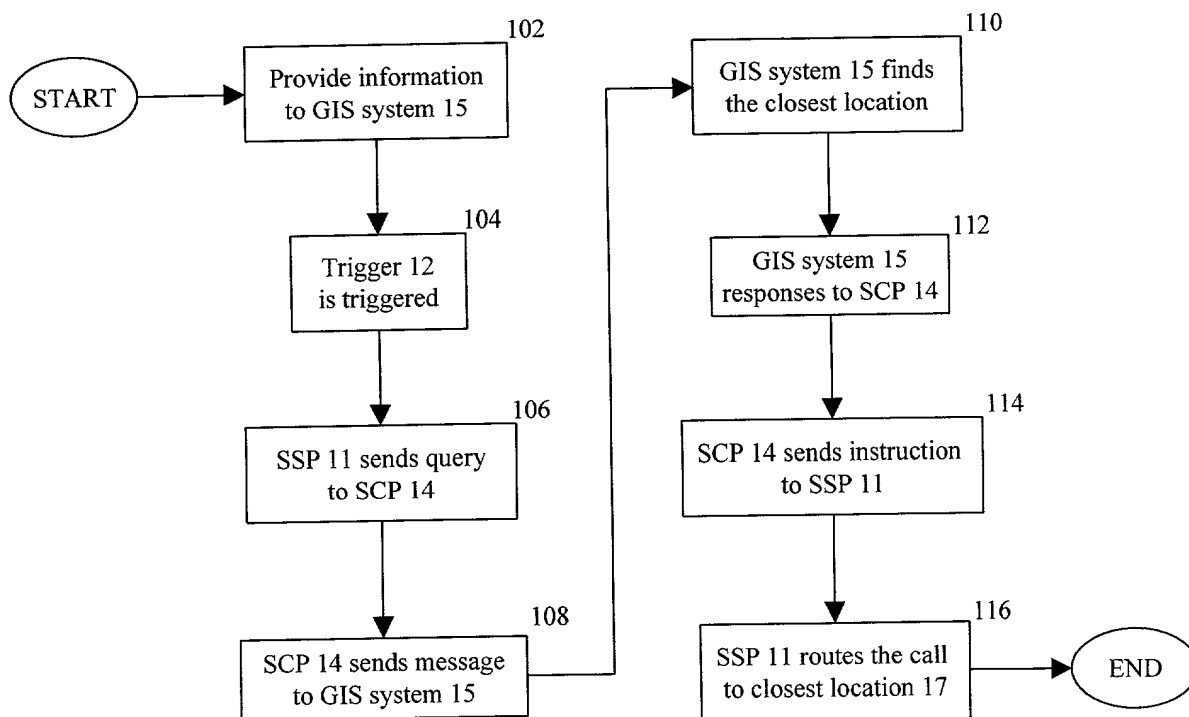 START
102
Provide information
to GIS system 15
104
Trigger 12
is triggered
106
SSP 11 sends query
to SCP 14
108
SCP 14 sends message
to GIS system 15
110
GIS system 15 finds
the closest location
112
GIS system 15
responses to SCP 14
114
SCP 14 sends instruction
to SSP 11
116
SSP 11 routes the call
to closest location 17
END